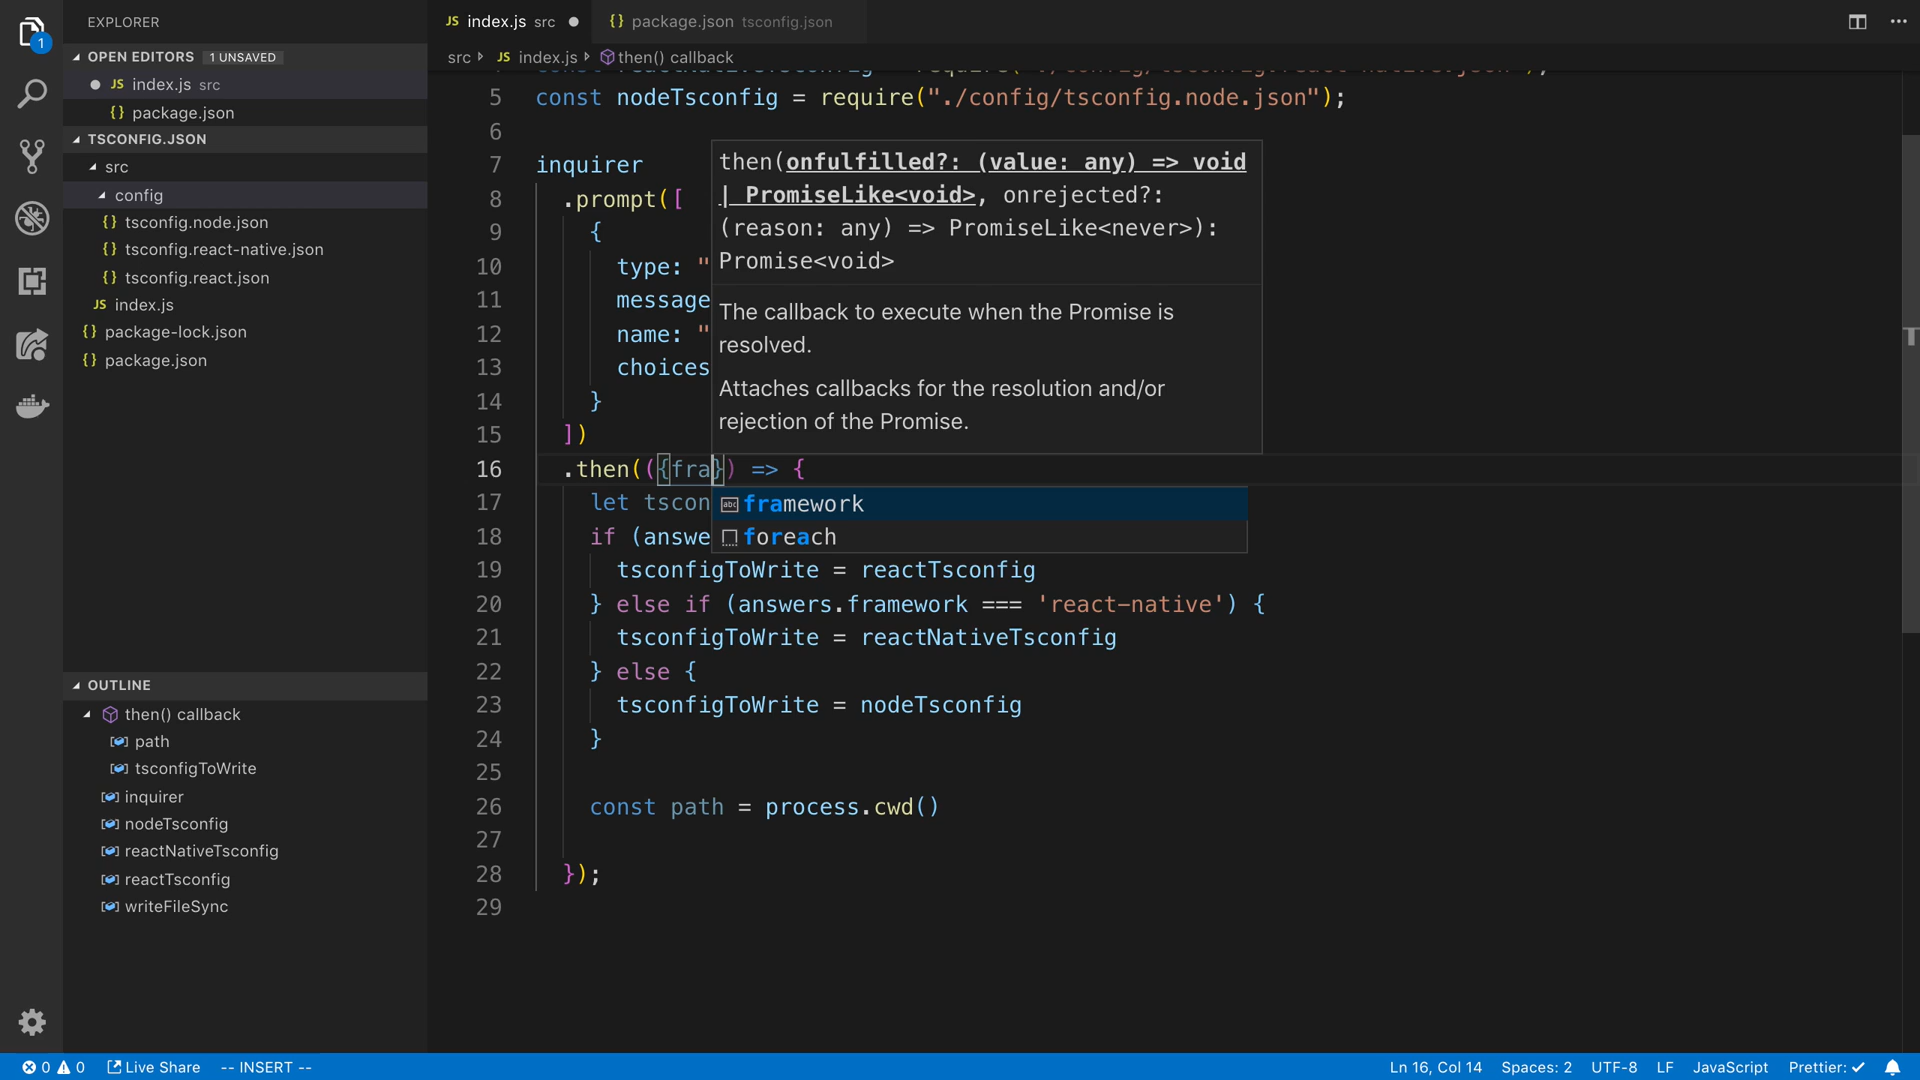 EXPLORER
OPEN EDITORS 1 UNSAVED
JS index.js src
{} package.json
TSCONFIG.JSON
src
config
{} tsconfig.node.json
{} tsconfig.react-native.json
{} tsconfig.react.json
JS index.js
{} package-lock.json
{} package.json
OUTLINE
then() callback
path
tsconfigToWrite
inquirer
nodeTsconfig
reactNativeTsconfig
reactTsconfig
writeFileSync
1
JS index.js src
{} package.json tsconfig.json
src JS index.js then() callback
5 const nodeTsconfig = require("./config/tsconfig.node.json");
6
7 inquirer
8 .prompt([
9 {
10 type: "
11 message
12 name: "
13 choices
14 }
15 ])
then(onfulfilled?: (value: any) => void
| PromiseLike<void>, onrejected?:
(reason: any) => PromiseLike<never>):
Promise<void>
The callback to execute when the Promise is
resolved.
Attaches callbacks for the resolution and/or
rejection of the Promise.
16 .then(({fra}) => {
17 let tscon
18 if (answe
abc framework
foreach
19 tsconfigToWrite = reactTsconfig
20 } else if (answers.framework === 'react-native') {
21 tsconfigToWrite = reactNativeTsconfig
22 } else {
23 tsconfigToWrite = nodeTsconfig
24 }
25
26 const path = process.cwd()
27
28 });
29
0 0 Live Share -- INSERT -- Ln 16, Col 14 Spaces: 2 UTF-8 LF JavaScript Prettier: ✓